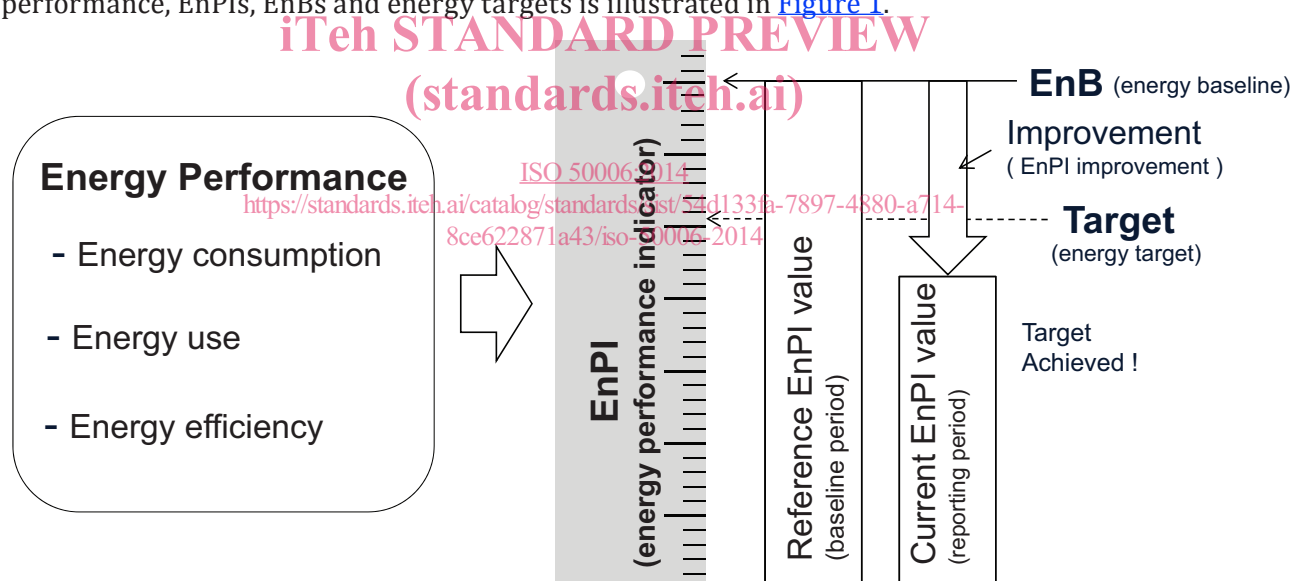 performance, EnPIs, EnBs and energy targets is illustrated in Figure 1.
iTeh STANDARD PREVIEW
(standards.iteh.ai)
ISO 50006:2014
https://standards.iteh.ai/catalog/standards/sist/54d133fa-7897-4880-a714-
8ce622871a43/iso-50006-2014
Energy Performance
- Energy consumption
- Energy use
- Energy efficiency
EnPI
(energy performance indicator)
Reference EnPI value
(baseline period)
Current EnPI value
(reporting period)
EnB (energy baseline)
Improvement
( EnPI improvement )
Target
(energy target)
Target
Achieved !